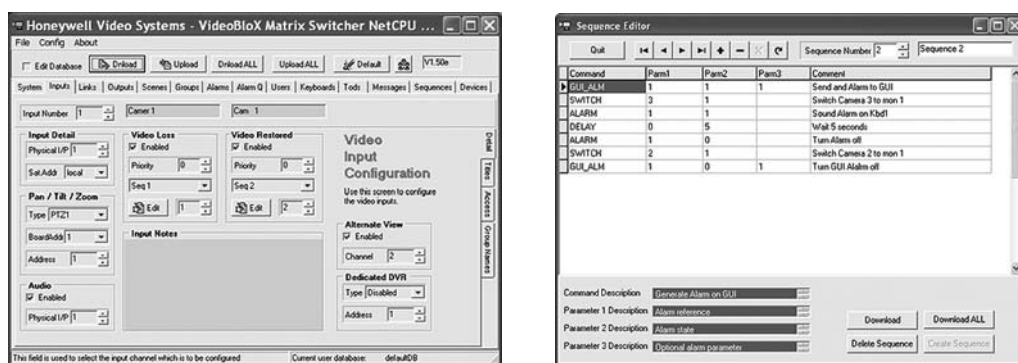 Honeywell Video Systems - VideoBloX Matrix Switcher NetCPU ...
File Config About
Edit Database Dnload Upload Dnload ALL Upload ALL Default V1.50e
System Inputs Links Outputs Scenes Groups Alarms Alarm Q Users Keyboards Tods Messages Sequences Devices
Input Number 1 Camer 1 Cam 1
Input Detail
Physical I/P 1
Sat Addr local
Pan / Tilt / Zoom
Type PTZ1
BoardAddr 1
Address 1
Audio
Enabled
Physical I/P 1
Video Loss
Enabled
Priority 0
Seq 1
Edit 1
Video Restored
Enabled
Priority 0
Seq 2
Edit 2
Input Notes
Video
Input
Configuration
Use this screen to configure
the video inputs.
Alternate View
Enabled
Channel 2
Dedicated DVR
Type Disabled
Address 1
Detail
Titles
Access
Group Names
This field is used to select the input channel which is to be configured Current user database: defaultDB
Sequence Editor
Quit Sequence Number 2 Sequence 2
Command Parm1 Parm2 Parm3 Comment
GUI_ALM 1 1 1 Send and Alarm to GUI
SWITCH 3 1 Switch Camera 3 to mon 1
ALARM 1 1 Sound Alarm on Kbd1
DELAY 0 5 Wait 5 seconds
ALARM 1 0 Turn Alarm off
SWITCH 2 1 Switch Camera 2 to mon 1
GUI_ALM 1 0 1 Turn GUI Alalrm off
Command Description Generate Alarm on GUI
Parameter 1 Description Alarm reference
Parameter 2 Description Alarm state
Parameter 3 Description Optional alarm parameter
Download Download ALL
Delete Sequence Create Sequence